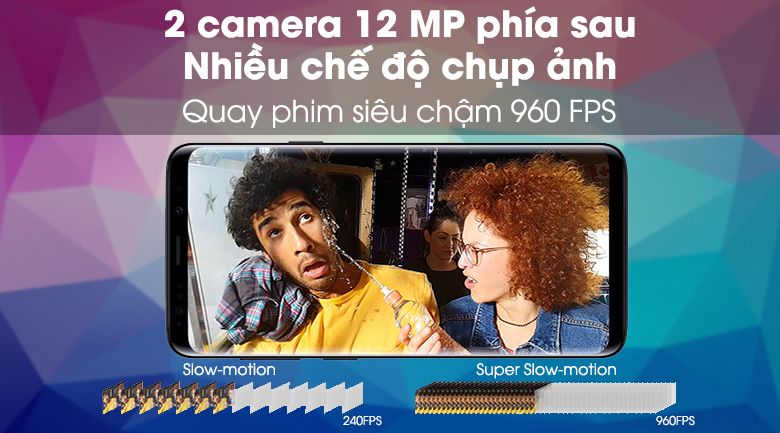 2 camera 12 MP phía sau
Nhiều chế độ chụp ảnh
Quay phim siêu chậm 960 FPS
Slow-motion
Super Slow-motion
240FPS
960FPS